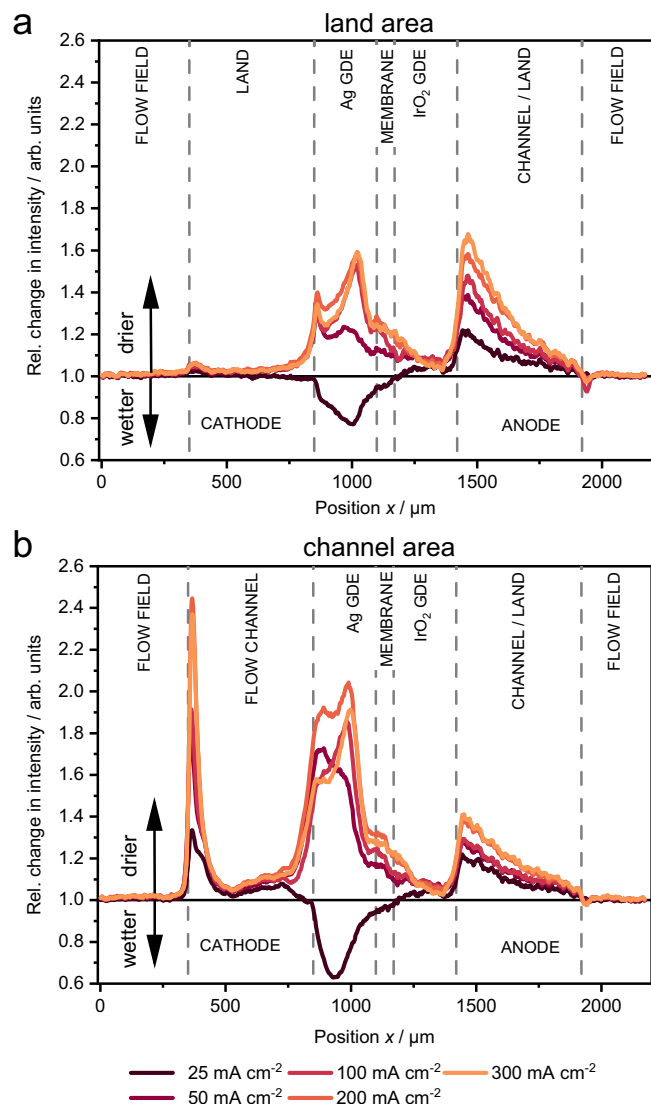 a
land area
2.6
2.4
2.2
2.0
1.8
1.6
1.4
1.2
1.0
0.8
0.6
Rel. change in intensity / arb. units
FLOW FIELD
LAND
Ag GDE
MEMBRANE
IrO₂ GDE
CHANNEL / LAND
FLOW FIELD
drier
wetter
CATHODE
ANODE
0
500
1000
1500
2000
Position x / µm
b
channel area
2.6
2.4
2.2
2.0
1.8
1.6
1.4
1.2
1.0
0.8
0.6
Rel. change in intensity / arb. units
FLOW FIELD
FLOW CHANNEL
Ag GDE
MEMBRANE
IrO₂ GDE
CHANNEL / LAND
FLOW FIELD
drier
wetter
CATHODE
ANODE
0
500
1000
1500
2000
Position x / µm
25 mA cm⁻² 100 mA cm⁻² 300 mA cm⁻²
50 mA cm⁻² 200 mA cm⁻²